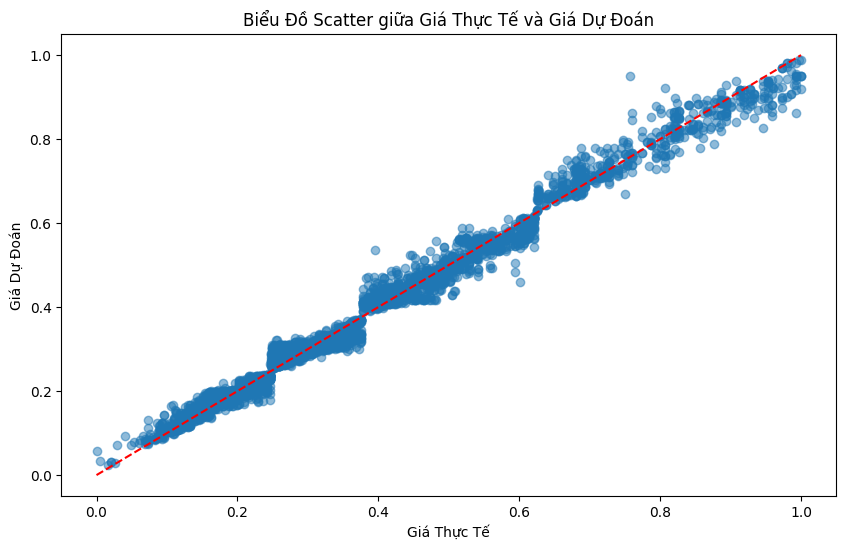 Biểu Đồ Scatter giữa Giá Thực Tế và Giá Dự Đoán
1.0
0.8
0.6
0.4
0.2
0.0
Giá Dự Đoán
0.0 0.2 0.4 0.6 0.8 1.0
Giá Thực Tế